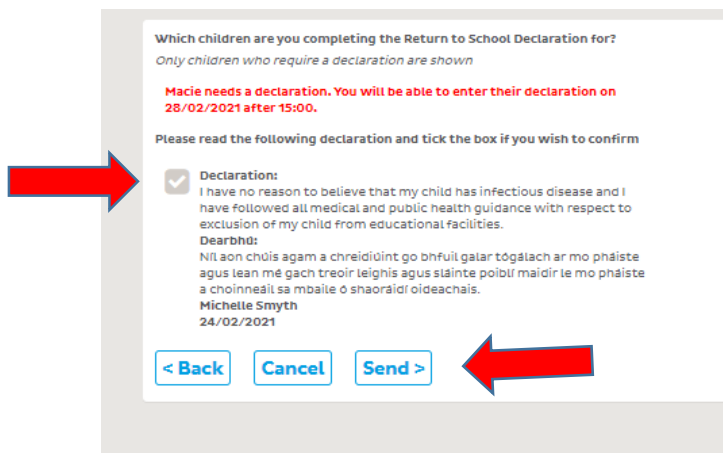 Which children are you completing the Return to School Declaration for?
Only children who require a declaration are shown
Macie needs a declaration. You will be able to enter their declaration on
28/02/2021 after 15:00.
Please read the following declaration and tick the box if you wish to confirm
Declaration:
I have no reason to believe that my child has infectious disease and I
have followed all medical and public health guidance with respect to
exclusion of my child from educational facilities.
Dearbhú:
Níl aon chúis agam a chreidiúint go bhfuil galar tógálach ar mo pháiste
agus lean mé gach treoir leighis agus sláinte poiblí maidir le mo pháiste
a choinneáil sa mbaile ó shaoráidí oideachais.
Michelle Smyth
24/02/2021
< Back Cancel Send >